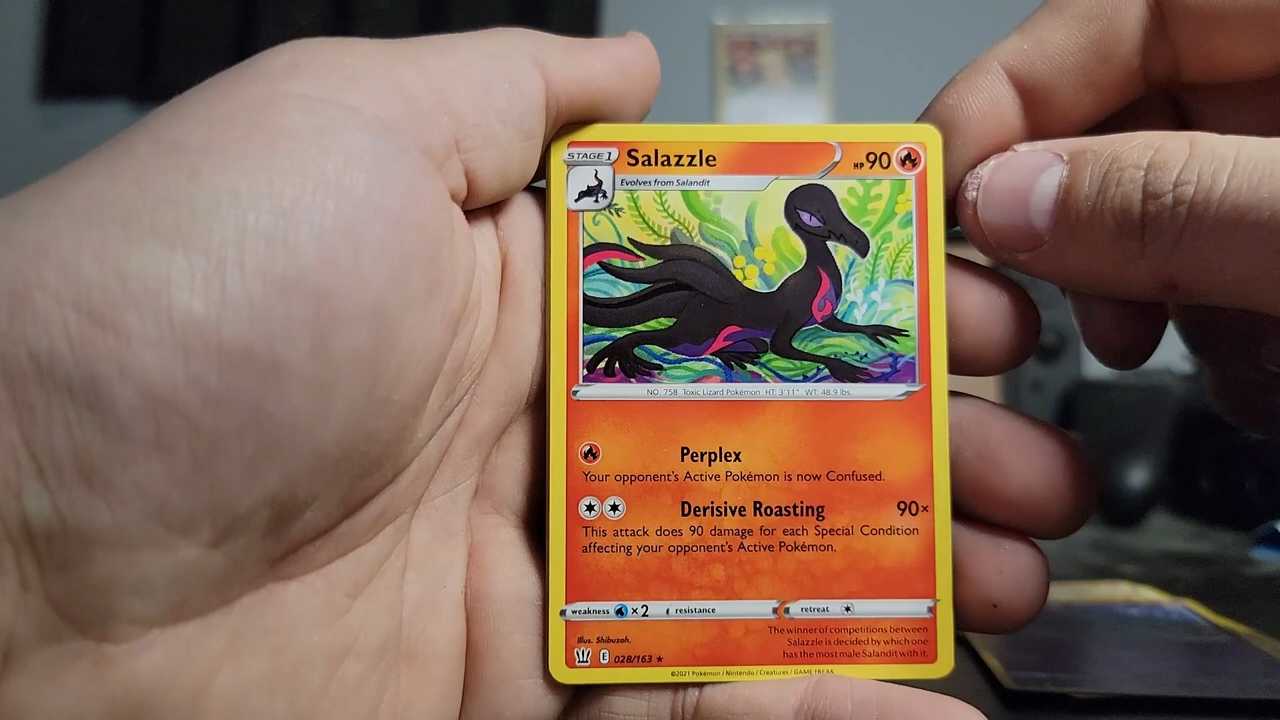 STAGE 1 Salazzle HP 90
Evolves from Salandit
NO. 758 Toxic Lizard Pokémon HT: 3'11" WT: 48.9 lbs.
Perplex
Your opponent's Active Pokémon is now Confused.
Derisive Roasting 90×
This attack does 90 damage for each Special Condition
affecting your opponent's Active Pokémon.
weakness ×2 resistance retreat
Illus. Shibuzoh.
E 028/163 ★
The winner of competitions between
Salazzle is decided by which one
has the most male Salandit with it.
©2021 Pokémon / Nintendo / Creatures / GAME FREAK